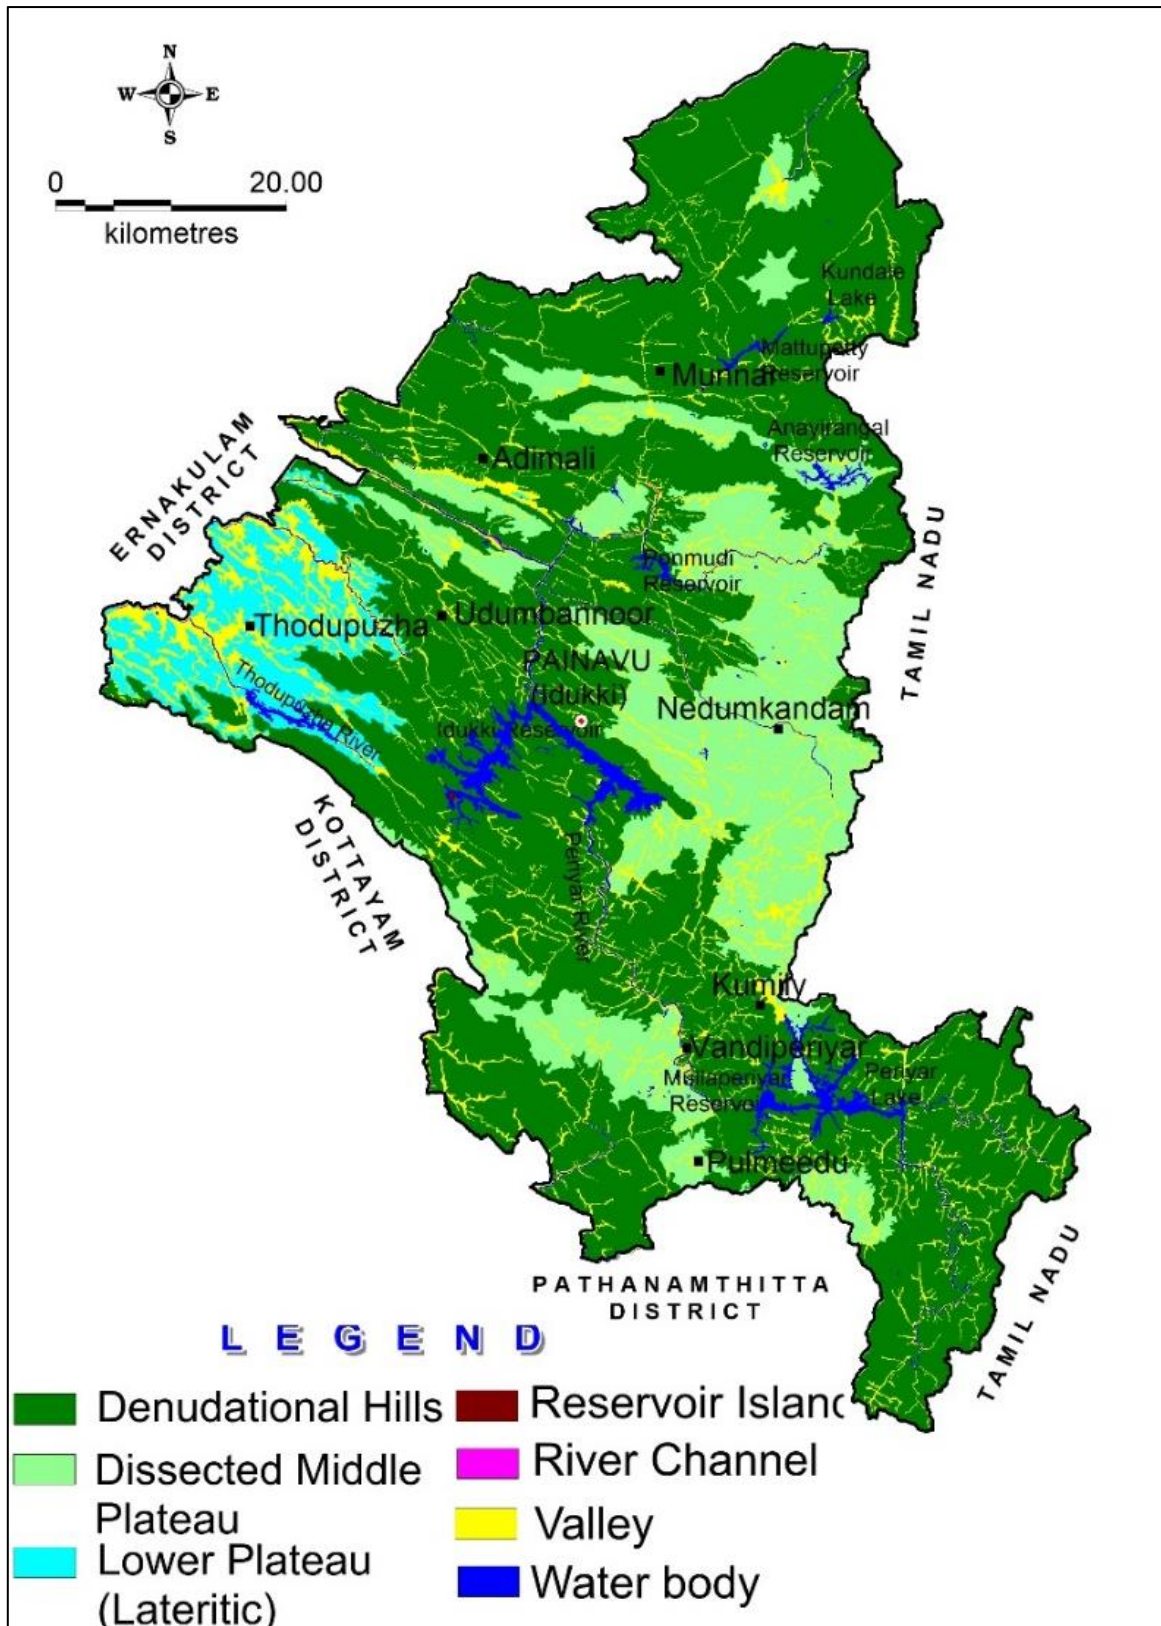 N
W E
S
0 20.00
kilometres
Kundale
Lake
Mattupetty
Reservoir
Munnar
Anayirangal
Reservoir
Adimali
ERNAKULAM
DISTRICT
TAMIL NADU
Ponmudi
Reservoir
Udumbannoor
Thodupuzha
PAINAVU
(Idukki)
Thodupuzha River
Nedumkandam
Idukki Reservoir
KOTTAYAM
DISTRICT
Periyar River
Kumily
Vandiperiyar
Mullaperiyar
Reservoir
Periyar
Lake
Pulmeedu
PATHANAMTHITTA
DISTRICT
TAMIL NADU
LEGEND
Denudational Hills
Dissected Middle
Plateau
Lower Plateau
(Lateritic)
Reservoir Islanc
River Channel
Valley
Water body